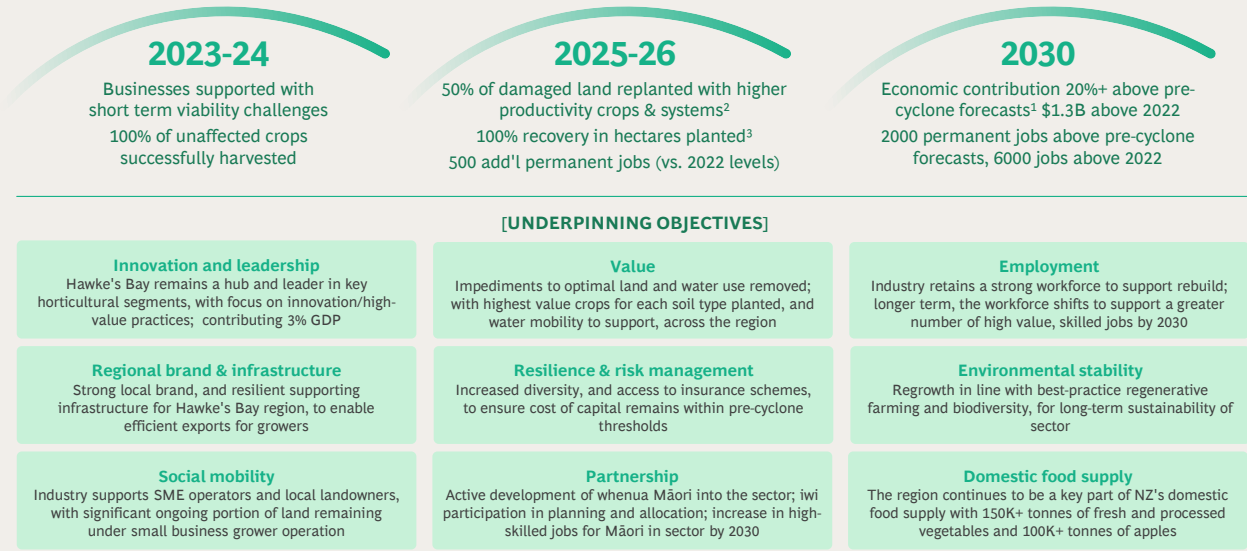 2023-24
Businesses supported with
short term viability challenges
100% of unaffected crops
successfully harvested
2025-26
50% of damaged land replanted with higher
productivity crops & systems²
100% recovery in hectares planted³
500 add'l permanent jobs (vs. 2022 levels)
2030
Economic contribution 20%+ above pre-
cyclone forecasts¹ $1.3B above 2022
2000 permanent jobs above pre-cyclone
forecasts, 6000 jobs above 2022
[UNDERPINNING OBJECTIVES]
Innovation and leadership
Hawke's Bay remains a hub and leader in key
horticultural segments, with focus on innovation/high-
value practices; contributing 3% GDP
Value
Impediments to optimal land and water use removed;
with highest value crops for each soil type planted, and
water mobility to support, across the region
Employment
Industry retains a strong workforce to support rebuild;
longer term, the workforce shifts to support a greater
number of high value, skilled jobs by 2030
Regional brand & infrastructure
Strong local brand, and resilient supporting
infrastructure for Hawke's Bay region, to enable
efficient exports for growers
Resilience & risk management
Increased diversity, and access to insurance schemes,
to ensure cost of capital remains within pre-cyclone
thresholds
Environmental stability
Regrowth in line with best-practice regenerative
farming and biodiversity, for long-term sustainability of
sector
Social mobility
Industry supports SME operators and local landowners,
with significant ongoing portion of land remaining
under small business grower operation
Partnership
Active development of whenua Māori into the sector; iwi
participation in planning and allocation; increase in high-
skilled jobs for Māori in sector by 2030
Domestic food supply
The region continues to be a key part of NZ's domestic
food supply with 150K+ tonnes of fresh and processed
vegetables and 100K+ tonnes of apples